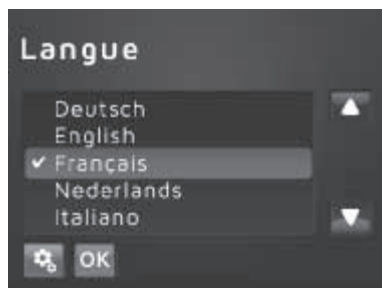 Langue
Deutsch
English
Français
Nederlands
Italiano
OK